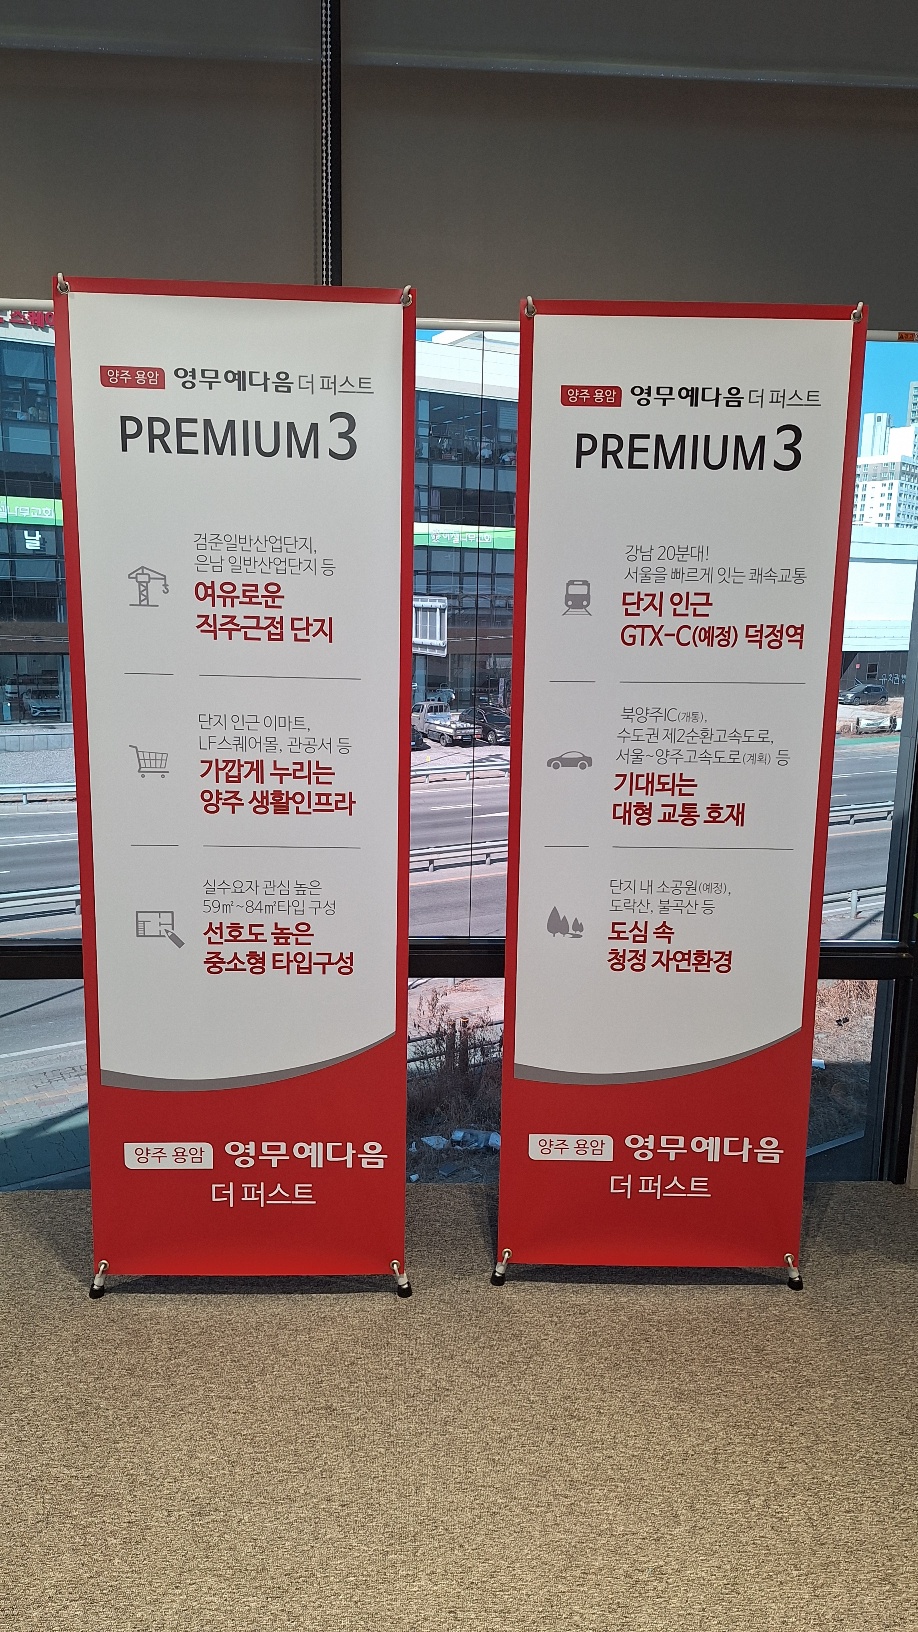 양주 용암 영무예다음 더 퍼스트
PREMIUM 3
검준일반산업단지,
은남 일반산업단지 등
여유로운
직주근접 단지
단지 인근 이마트,
LF스퀘어몰, 관공서 등
가깝게 누리는
양주 생활인프라
실수요자 관심 높은
59㎡~84㎡타입 구성
선호도 높은
중소형 타입구성
양주 용암 영무예다음
더 퍼스트
양주 용암 영무예다음 더 퍼스트
PREMIUM 3
강남 20분대!
서울을 빠르게 잇는 쾌속교통
단지 인근
GTX-C(예정) 덕정역
북양주IC(개통),
수도권 제2순환고속도로,
서울~양주고속도로(계획) 등
기대되는
대형 교통 호재
단지 내 소공원(예정),
도락산, 불곡산 등
도심 속
청정 자연환경
양주 용암 영무예다음
더 퍼스트
날